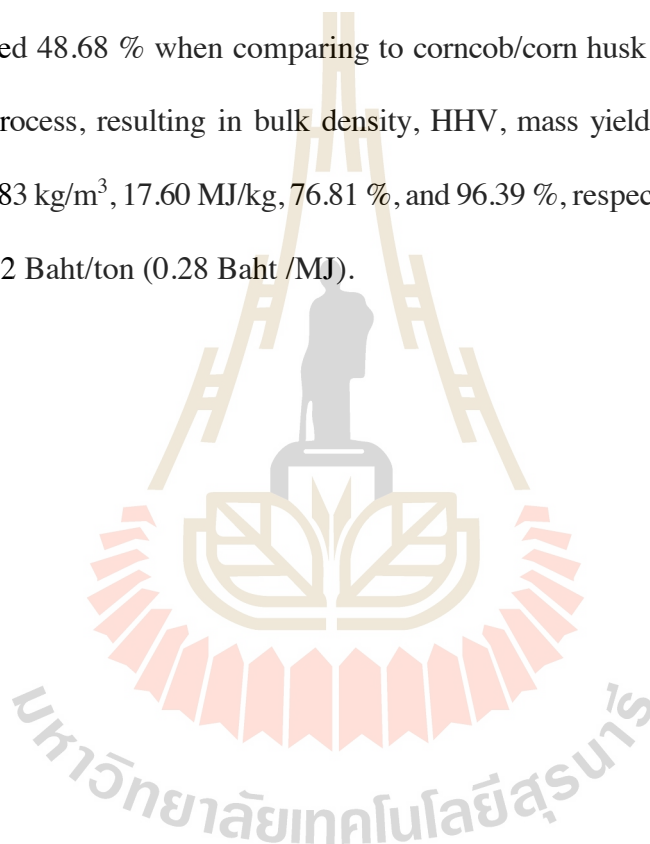 ed 48.68 % when comparing to corncob/corn husk
rocess, resulting in bulk density, HHV, mass yield
83 kg/m³, 17.60 MJ/kg, 76.81 %, and 96.39 %, respec
2 Baht/ton (0.28 Baht /MJ).
มหาวิทยาลัยเทคโนโลยีสุรนารี